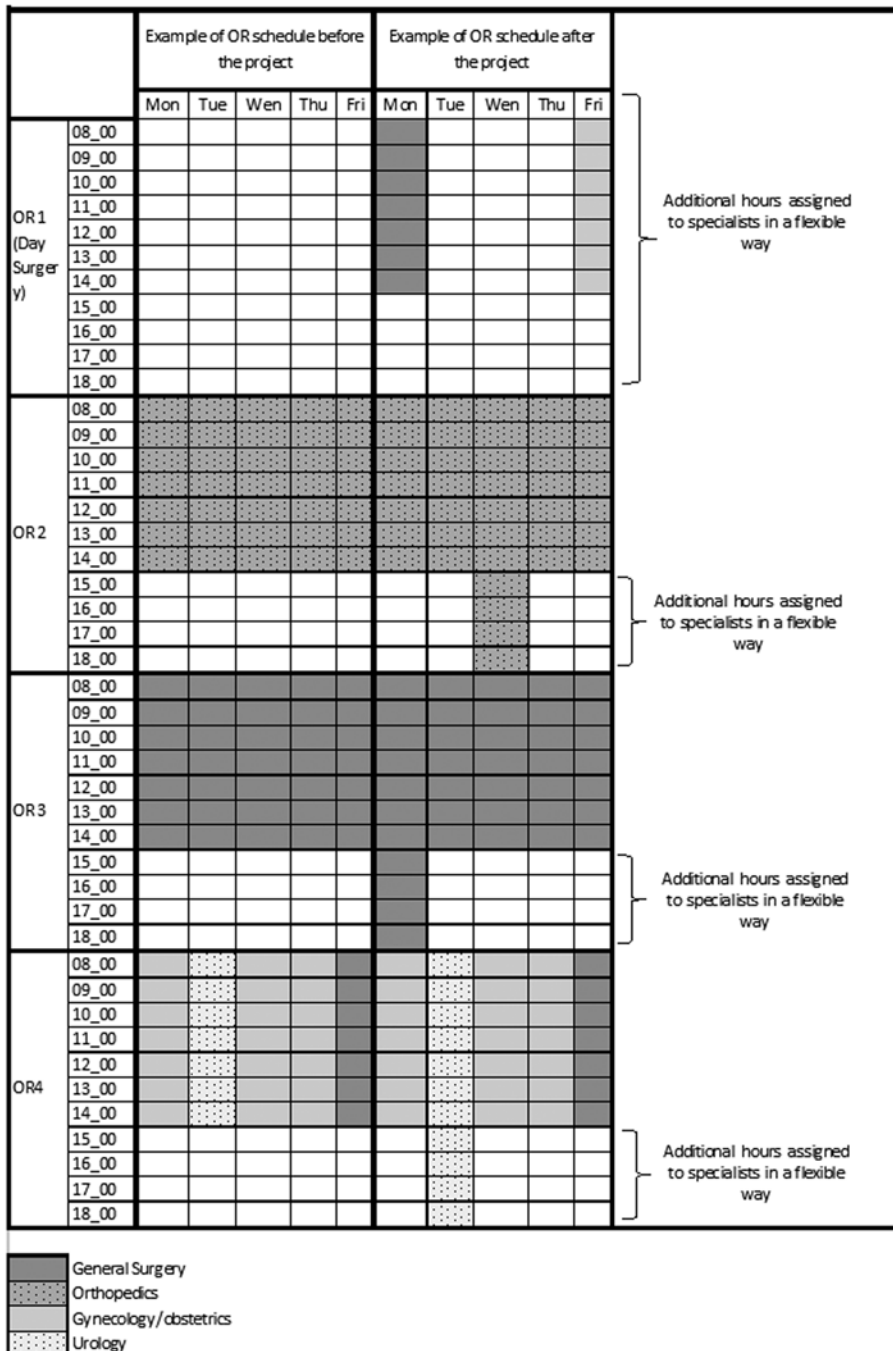 Example of OR schedule before
the project
Example of OR schedule after
the project
Mon Tue Wen Thu Fri Mon Tue Wen Thu Fri
OR1
(Day
Surger
y)
08_00
09_00
10_00
11_00
12_00
13_00
14_00
15_00
16_00
17_00
18_00
Additional hours assigned
to specialists in a flexible
way
OR2
08_00
09_00
10_00
11_00
12_00
13_00
14_00
15_00
16_00
17_00
18_00
Additional hours assigned
to specialists in a flexible
way
OR3
08_00
09_00
10_00
11_00
12_00
13_00
14_00
15_00
16_00
17_00
18_00
Additional hours assigned
to specialists in a flexible
way
OR4
08_00
09_00
10_00
11_00
12_00
13_00
14_00
15_00
16_00
17_00
18_00
Additional hours assigned
to specialists in a flexible
way
General Surgery
Orthopedics
Gynecology/obstetrics
Urology